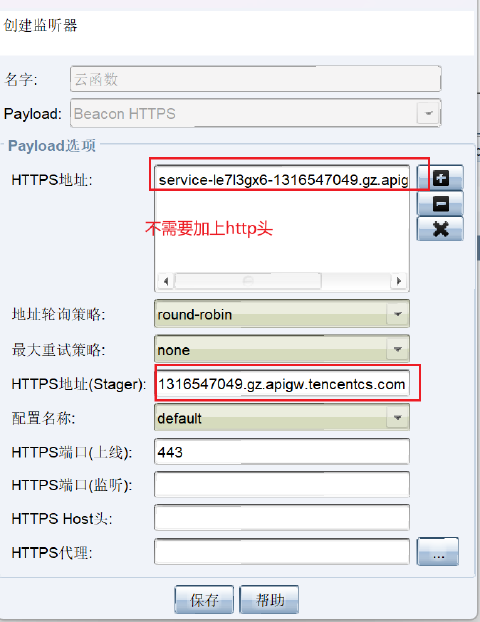 创建监听器
名字: 云函数
Payload: Beacon HTTPS
Payload选项
HTTPS地址: service-le7l3gx6-1316547049.gz.apig
不需要加上http头
地址轮询策略: round-robin
最大重试策略: none
HTTPS地址(Stager): 1316547049.gz.apigw.tencentcs.com
配置名称: default
HTTPS端口(上线): 443
HTTPS端口(监听):
HTTPS Host头:
HTTPS代理: ...
保存 帮助